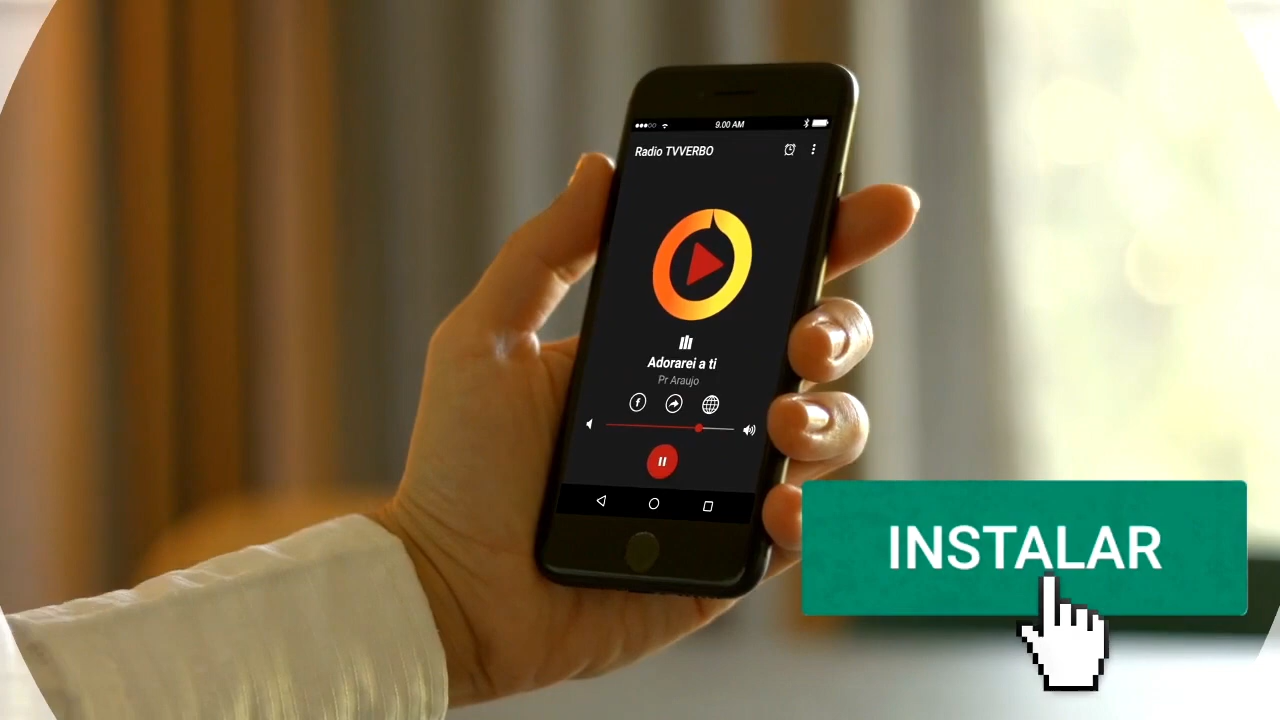 9.00 AM
Radio TVVERBO
Adorarei a ti
Pr Araujo
INSTALAR